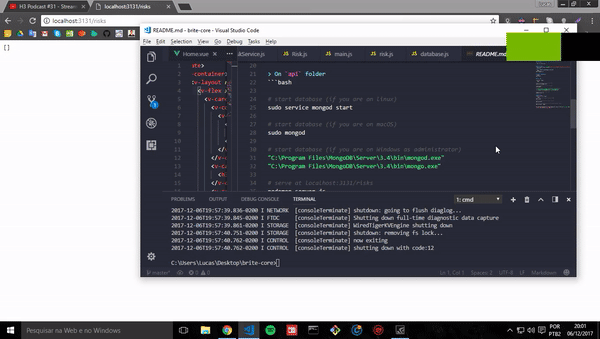 H3 Podcast #31 - Stree
localhost:3131/risks
localhost:3131/risks
[]
README.md - brite-core - Visual Studio Code
File Edit Selection View Go Debug Tasks Help
Home.vue
ikService.js
Risk.js
main.js
risk.js
database.js
README.md
> On `api` folder
```bash
# start database (if you are on linux)
sudo service mongod start
# start database (if you are on macOS)
sudo mongod
# start database (if you are on Windows as administrator)
"C:\Program Files\MongoDB\Server\3.4\bin\mongod.exe"
"C:\Program Files\MongoDB\Server\3.4\bin\mongo.exe"
# serve at localhost:3131/risks
PROBLEMS OUTPUT DEBUG CONSOLE TERMINAL 1: cmd
2017-12-06T19:57:39.836-0200 I NETWORK [consoleTerminate] shutdown: going to flush diaglog...
2017-12-06T19:57:39.845-0200 I FTDC [consoleTerminate] Shutting down full-time diagnostic data capture
2017-12-06T19:57:39.861-0200 I STORAGE [consoleTerminate] WiredTigerKVEngine shutting down
2017-12-06T19:57:40.751-0200 I STORAGE [consoleTerminate] shutdown: removing fs lock...
2017-12-06T19:57:40.762-0200 I CONTROL [consoleTerminate] now exiting
2017-12-06T19:57:40.762-0200 I CONTROL [consoleTerminate] shutting down with code:12
C:\Users\Lucas\Desktop\brite-core>
master* 0 0 Ln 1, Col 1 Spaces: 2 UTF-8 LF Markdown
Pesquisar na Web e no Windows
POR 20:01
PTB2 06/12/2017